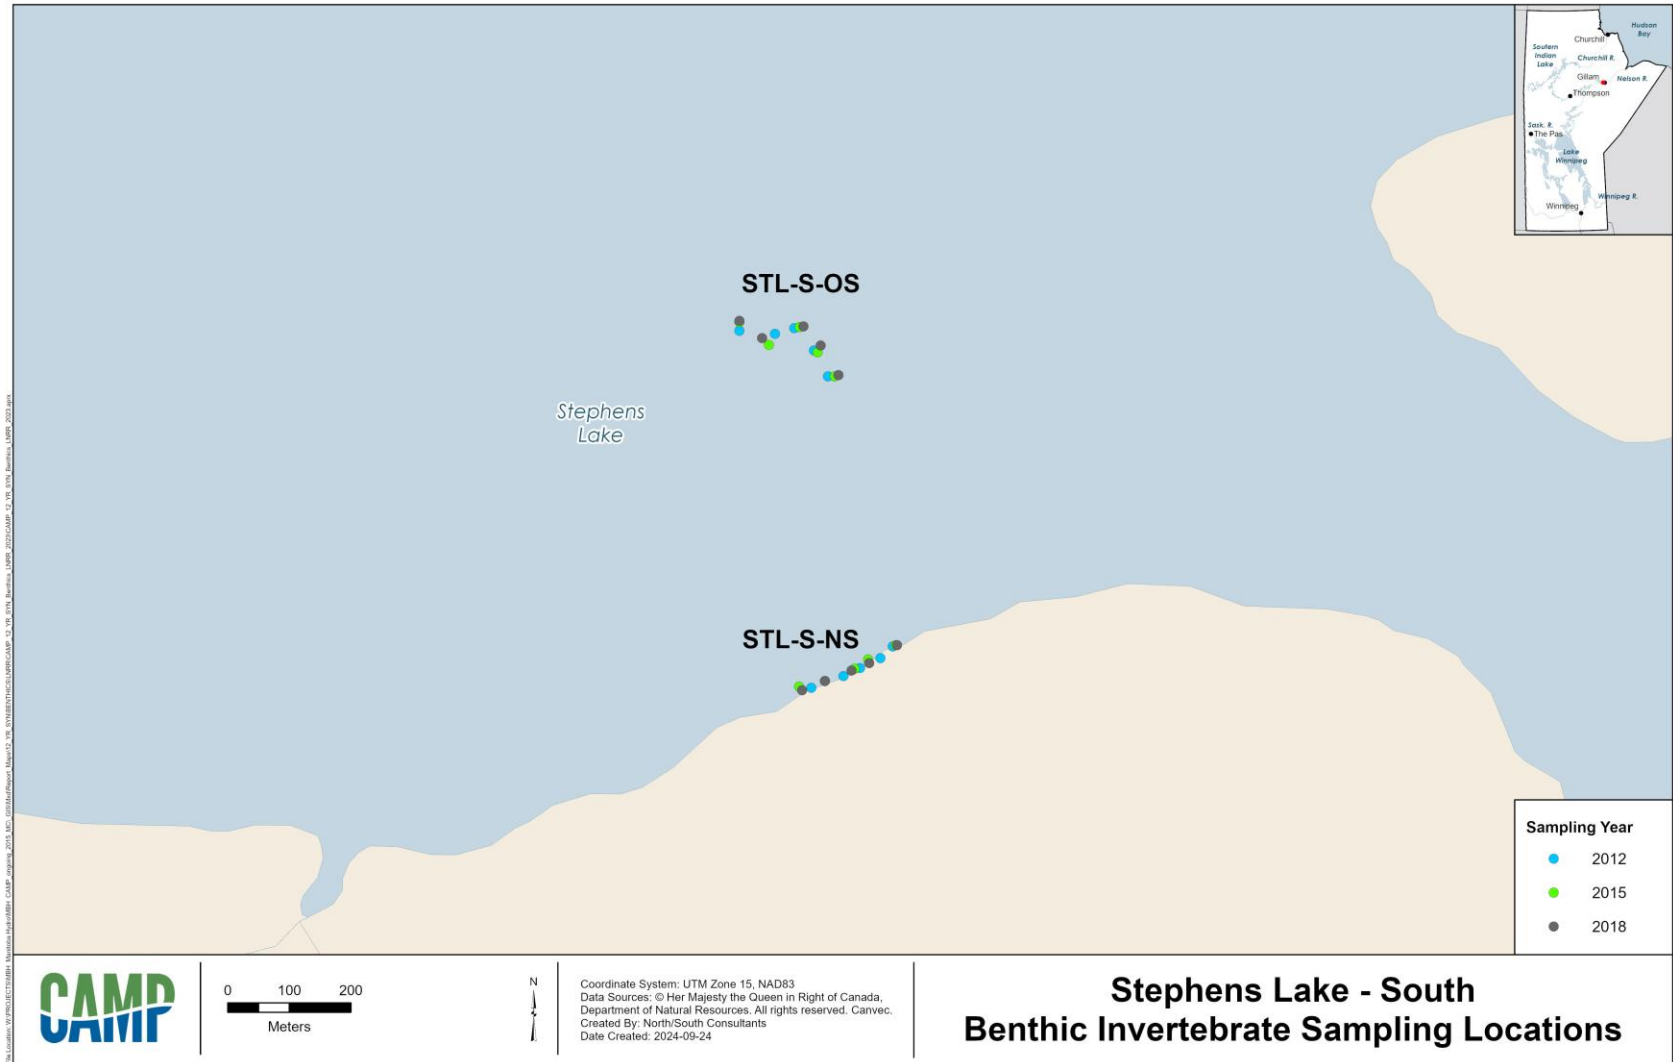 Hudson
Bay
Churchill
Soutern
Indian
Lake
Churchill R.
Gillam
Nelson R.
Thompson
Sask. R.
The Pas
Lake
Winnipeg
Winnipeg R.
Winnipeg
STL-S-OS
Stephens
Lake
STL-S-NS
Sampling Year
2012
2015
2018
CAMP
0 100 200
Meters
N
Coordinate System: UTM Zone 15, NAD83
Data Sources: © Her Majesty the Queen in Right of Canada,
Department of Natural Resources. All rights reserved. Canvec.
Created By: North/South Consultants
Date Created: 2024-09-24
Stephens Lake - South
Benthic Invertebrate Sampling Locations